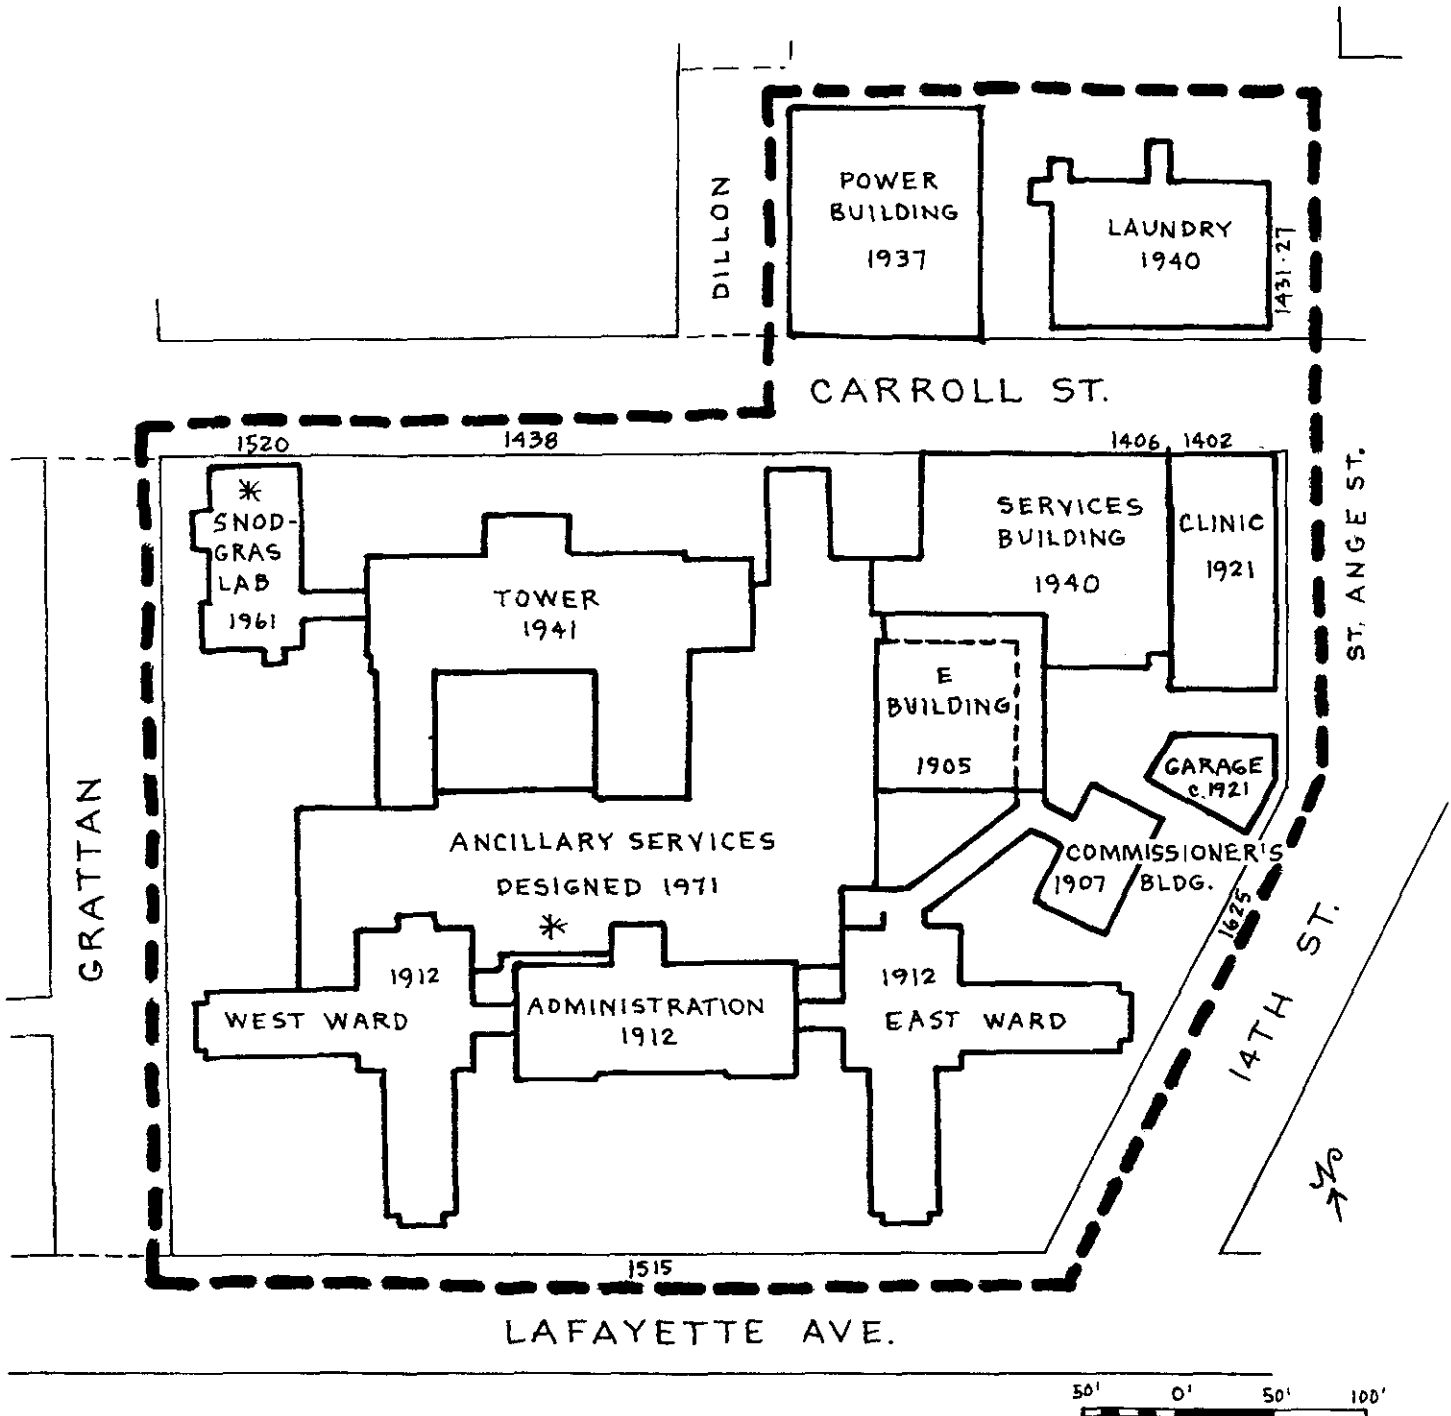 DILLON
POWER
BUILDING
1937
LAUNDRY
1940
1431-27
CARROLL ST.
1520
1438
1406
1402
*
SNOD-
GRAS
LAB
1961
TOWER
1941
SERVICES
BUILDING
1940
CLINIC
1921
ST. ANGE ST.
E
BUILDING
1905
GARAGE
c.1921
GRATTAN
ANCILLARY SERVICES
DESIGNED 1971
*
COMMISSIONER'S
1907 BLDG.
1625
14TH ST.
1912
WEST WARD
ADMINISTRATION
1912
1912
EAST WARD
N
1515
LAFAYETTE AVE.
50' 0' 50' 100'